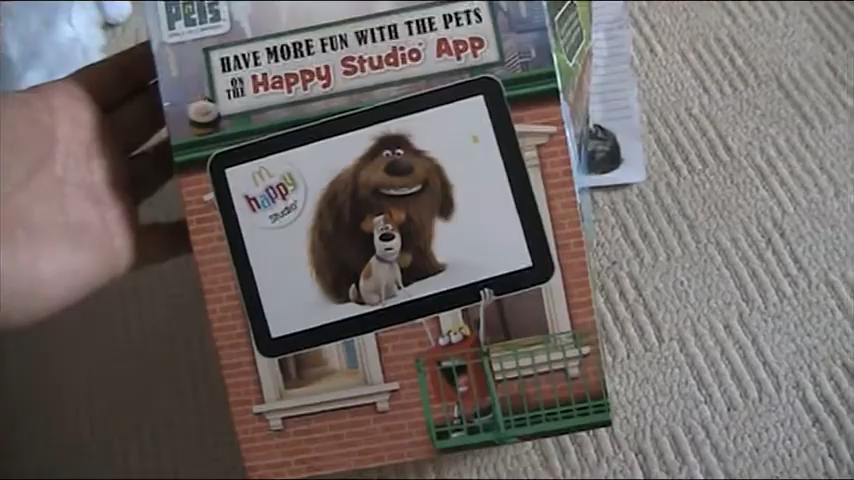 PETS
HAVE MORE FUN WITH THE PETS
ON THE Happy Studio App
happy
Studio